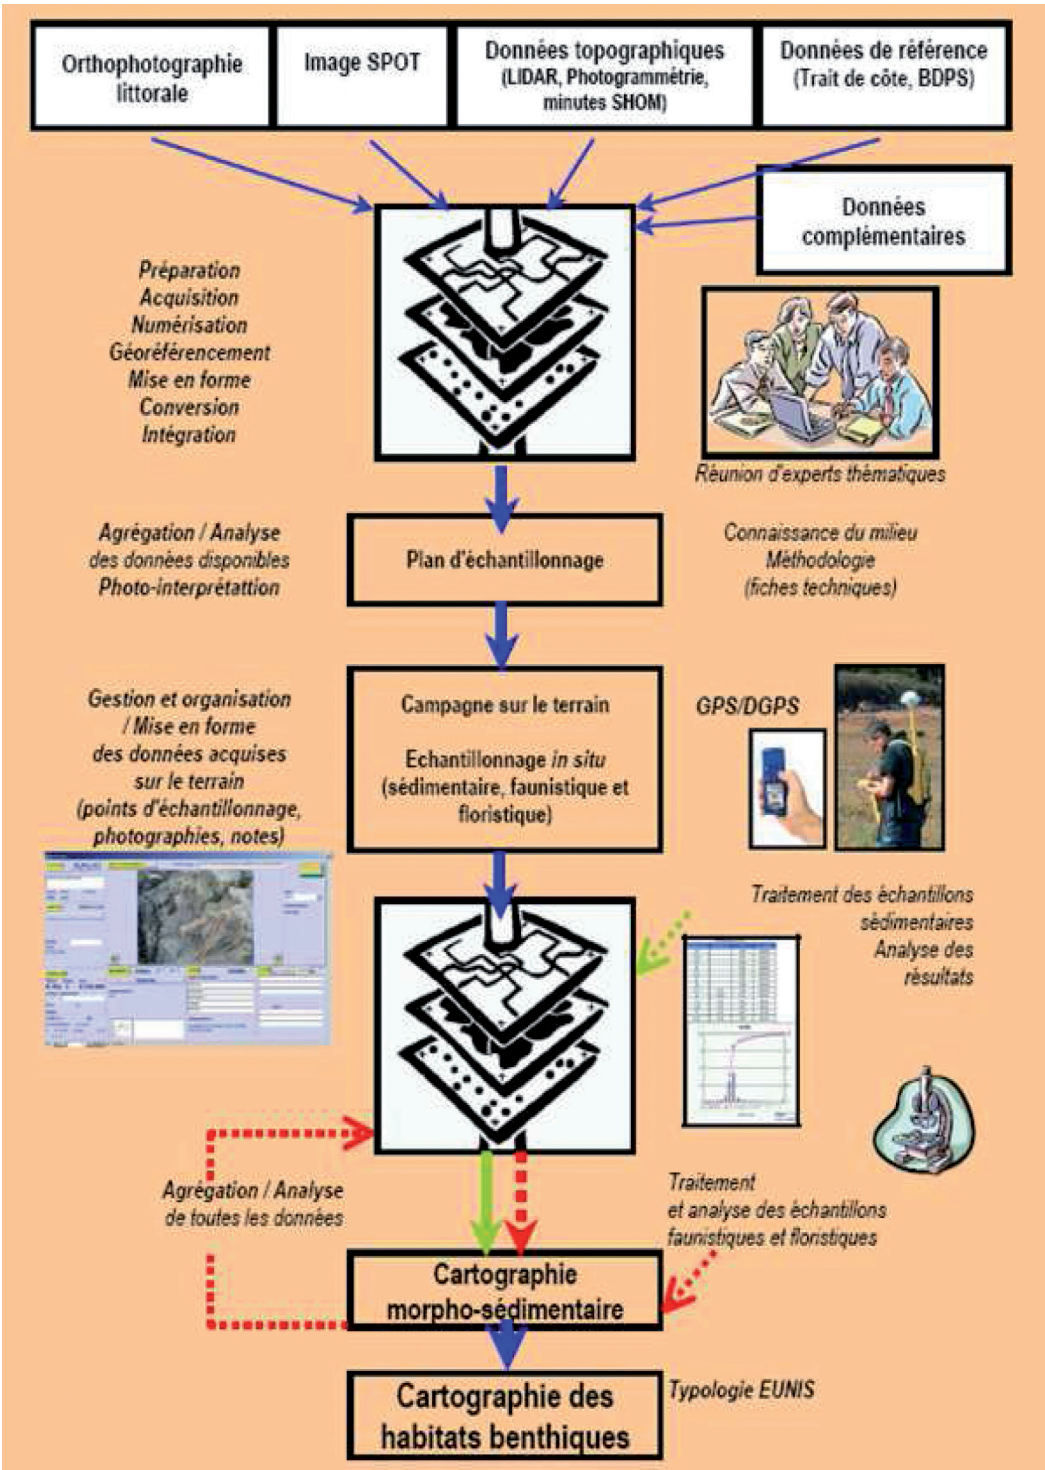 Orthophotographie
littorale
Image SPOT
Données topographiques
(LIDAR, Photogrammétrie,
minutes SHOM)
Données de référence
(Trait de côte, BDPS)
Données
complémentaires
Préparation
Acquisition
Numérisation
Géoréférencement
Mise en forme
Conversion
Intégration
Réunion d'experts thématiques
Agrégation / Analyse
des données disponibles
Photo-interprétattion
Plan d'échantillonnage
Connaissance du milieu
Méthodologie
(fiches techniques)
Gestion et organisation
/ Mise en forme
des données acquises
sur le terrain
(points d'échantillonnage,
photographies, notes)
Campagne sur le terrain
Echantillonnage in situ
(sédimentaire, faunistique et
floristique)
GPS/DGPS
Traitement des échantillons
sédimentaires
Analyse des
résultats
Agrégation / Analyse
de toutes les données
Traitement
et analyse des échantillons
faunistiques et floristiques
Cartographie
morpho-sédimentaire
Cartographie des
habitats benthiques
Typologie EUNIS